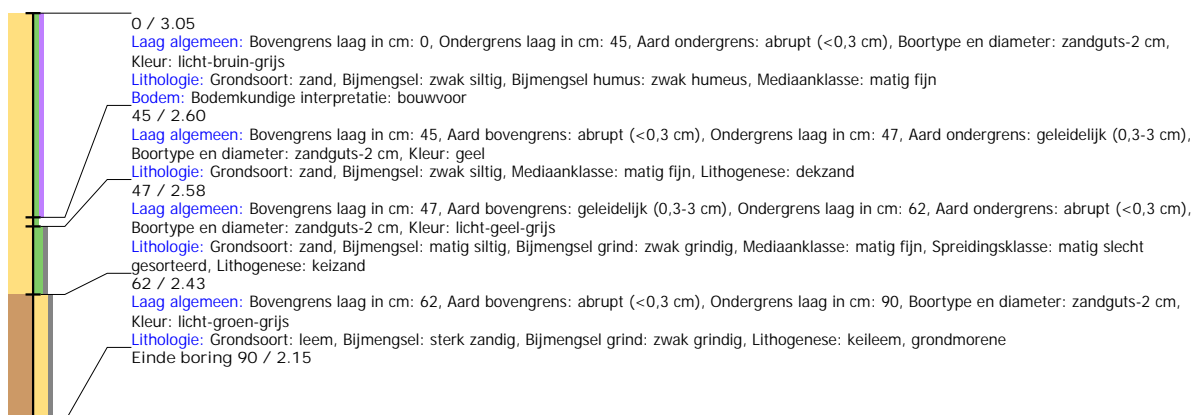 0 / 3.05
Laag algemeen: Bovengrens laag in cm: 0, Ondergrens laag in cm: 45, Aard ondergrens: abrupt (<0,3 cm), Boortype en diameter: zandguts-2 cm,
Kleur: licht-bruin-grijs
Lithologie: Grondsoort: zand, Bijmengsel: zwak siltig, Bijmengsel humus: zwak humeus, Mediaanklasse: matig fijn
Bodem: Bodemkundige interpretatie: bouwvoor
45 / 2.60
Laag algemeen: Bovengrens laag in cm: 45, Aard bovengrens: abrupt (<0,3 cm), Ondergrens laag in cm: 47, Aard ondergrens: geleidelijk (0,3-3 cm),
Boortype en diameter: zandguts-2 cm, Kleur: geel
Lithologie: Grondsoort: zand, Bijmengsel: zwak siltig, Mediaanklasse: matig fijn, Lithogenese: dekzand
47 / 2.58
Laag algemeen: Bovengrens laag in cm: 47, Aard bovengrens: geleidelijk (0,3-3 cm), Ondergrens laag in cm: 62, Aard ondergrens: abrupt (<0,3 cm),
Boortype en diameter: zandguts-2 cm, Kleur: licht-geel-grijs
Lithologie: Grondsoort: zand, Bijmengsel: matig siltig, Bijmengsel grind: zwak grindig, Mediaanklasse: matig fijn, Spreidingsklasse: matig slecht
gesorteerd, Lithogenese: keizand
62 / 2.43
Laag algemeen: Bovengrens laag in cm: 62, Aard bovengrens: abrupt (<0,3 cm), Ondergrens laag in cm: 90, Boortype en diameter: zandguts-2 cm,
Kleur: licht-groen-grijs
Lithologie: Grondsoort: leem, Bijmengsel: sterk zandig, Bijmengsel grind: zwak grindig, Lithogenese: keileem, grondmorene
Einde boring 90 / 2.15